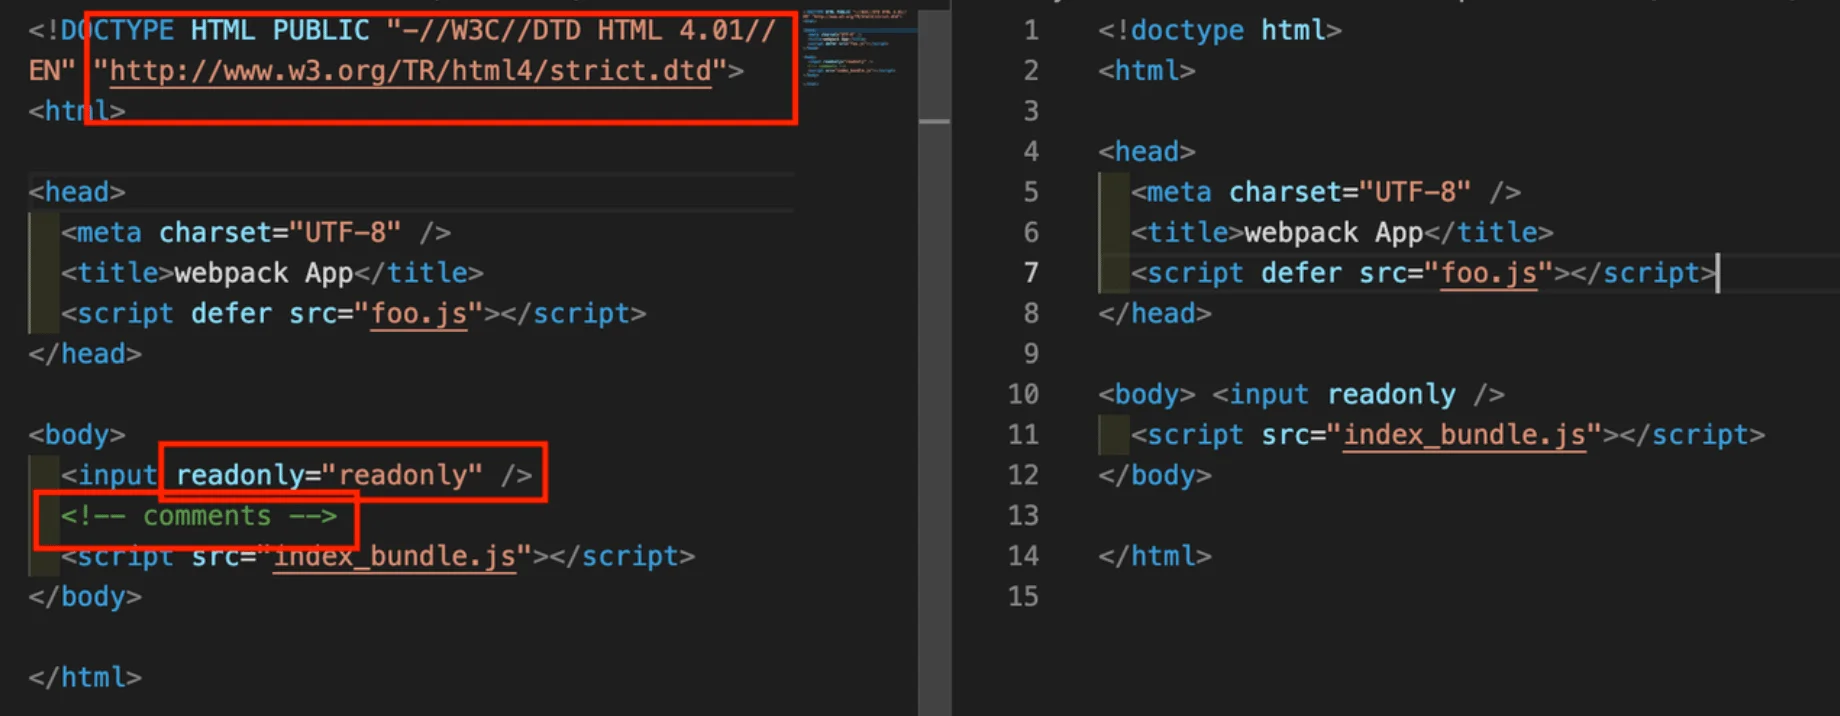 <!DOCTYPE HTML PUBLIC "-//W3C//DTD HTML 4.01//
EN" "http://www.w3.org/TR/html4/strict.dtd">
<html>
<head>
<meta charset="UTF-8" />
<title>webpack App</title>
<script defer src="foo.js"></script>
</head>
<body>
<input readonly="readonly" />
<!-- comments -->
<script src="index_bundle.js"></script>
</body>
</html>
1 <!doctype html>
2 <html>
3
4 <head>
5 <meta charset="UTF-8" />
6 <title>webpack App</title>
7 <script defer src="foo.js"></script>
8 </head>
9
10 <body> <input readonly />
11 <script src="index_bundle.js"></script>
12 </body>
13
14 </html>
15